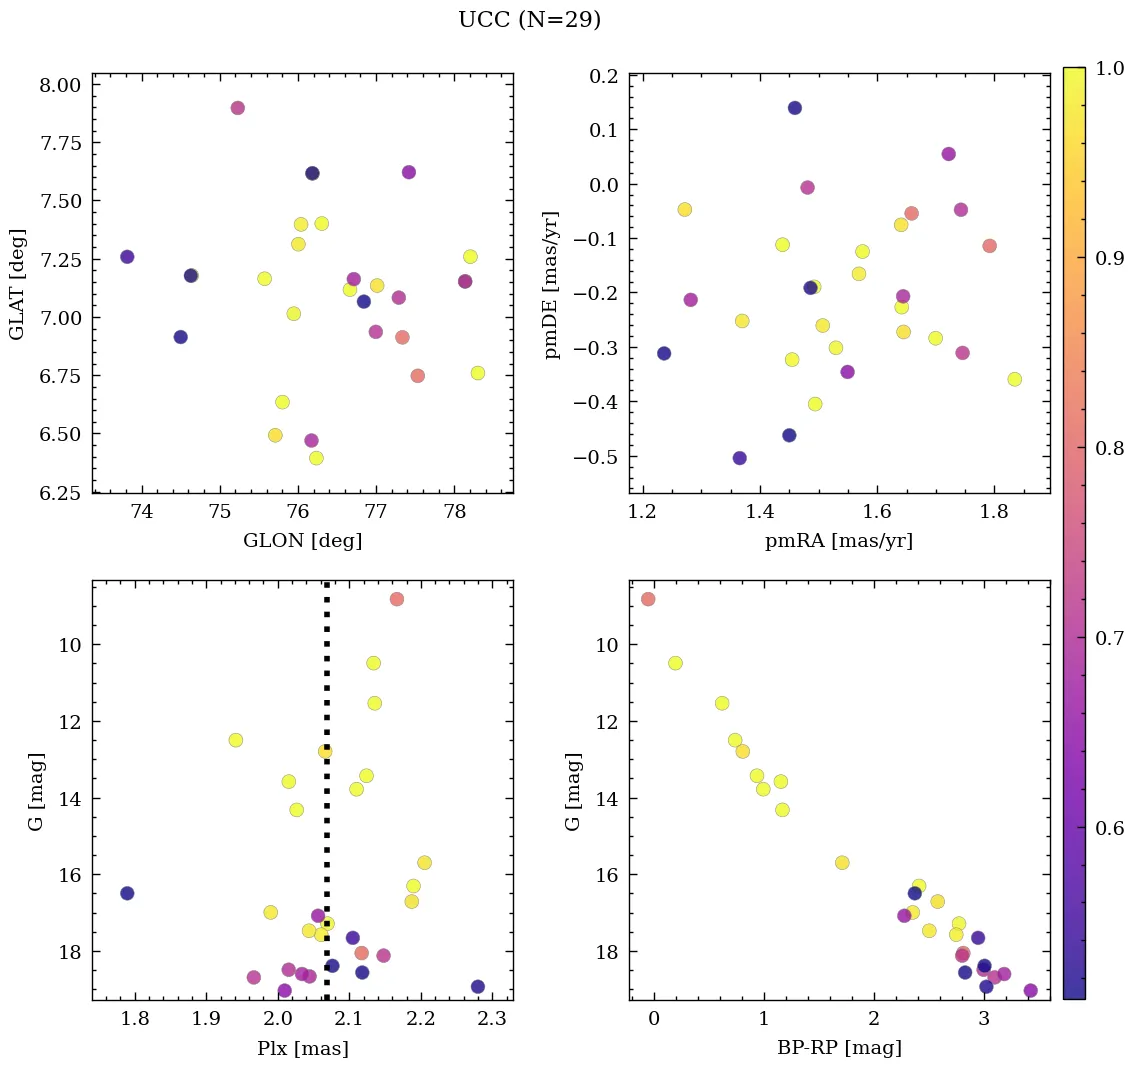 UCC (N=29)
8.00
7.75
7.50
7.25
7.00
6.75
6.50
6.25
GLAT [deg]
74 75 76 77 78
GLON [deg]
0.2
0.1
0.0
−0.1
−0.2
−0.3
−0.4
−0.5
pmDE [mas/yr]
1.2 1.4 1.6 1.8
pmRA [mas/yr]
1.0
0.9
0.8
0.7
0.6
10
12
14
16
18
G [mag]
1.8 1.9 2.0 2.1 2.2 2.3
Plx [mas]
10
12
14
16
18
G [mag]
0 1 2 3
BP-RP [mag]